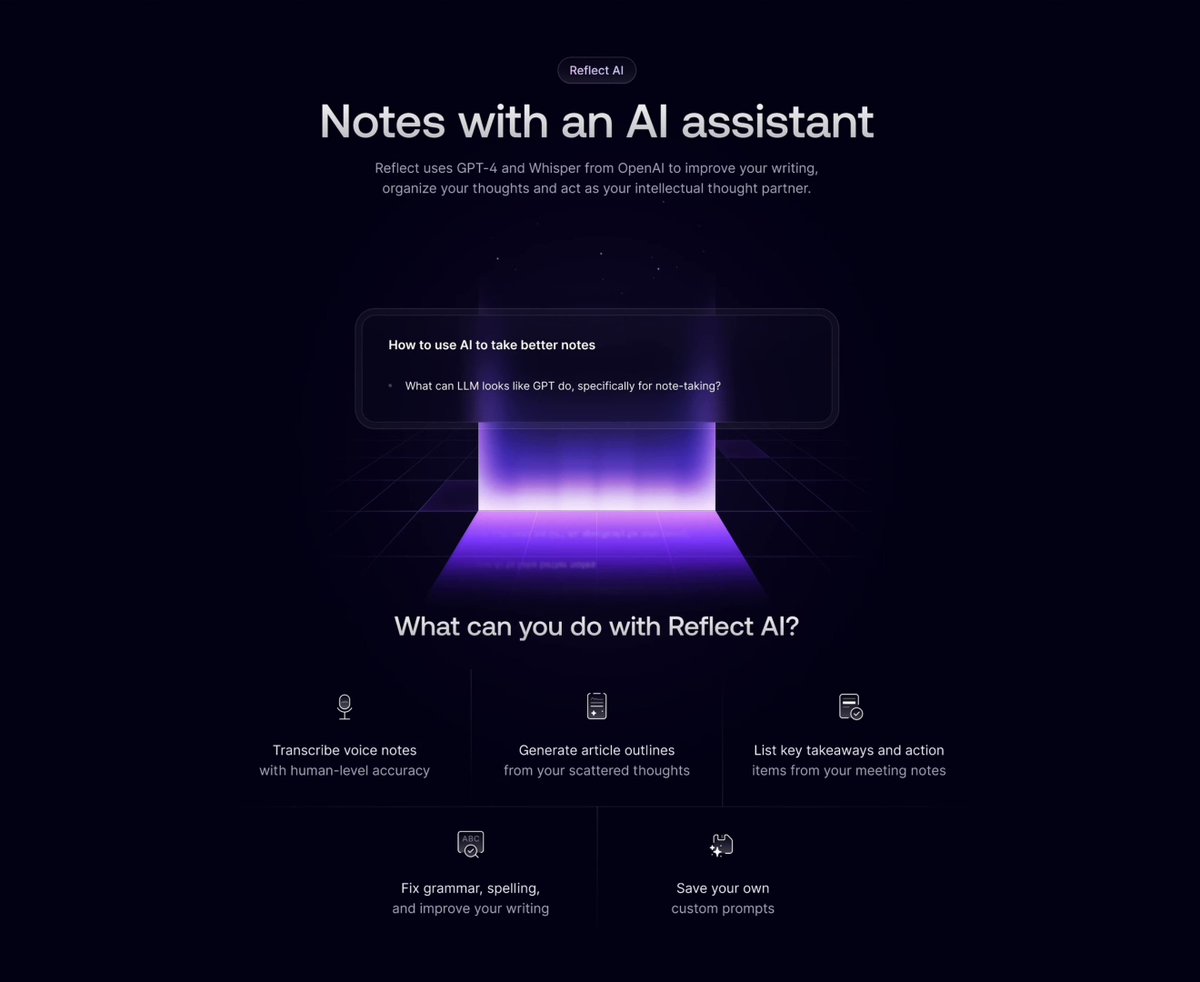 Reflect AI
Notes with an AI assistant
Reflect uses GPT-4 and Whisper from OpenAI to improve your writing,
organize your thoughts and act as your intellectual thought partner.
How to use AI to take better notes
What can LLM looks like GPT do, specifically for note-taking?
What can you do with Reflect AI?
Transcribe voice notes
with human-level accuracy
Generate article outlines
from your scattered thoughts
List key takeaways and action
items from your meeting notes
ABC
Fix grammar, spelling,
and improve your writing
Save your own
custom prompts